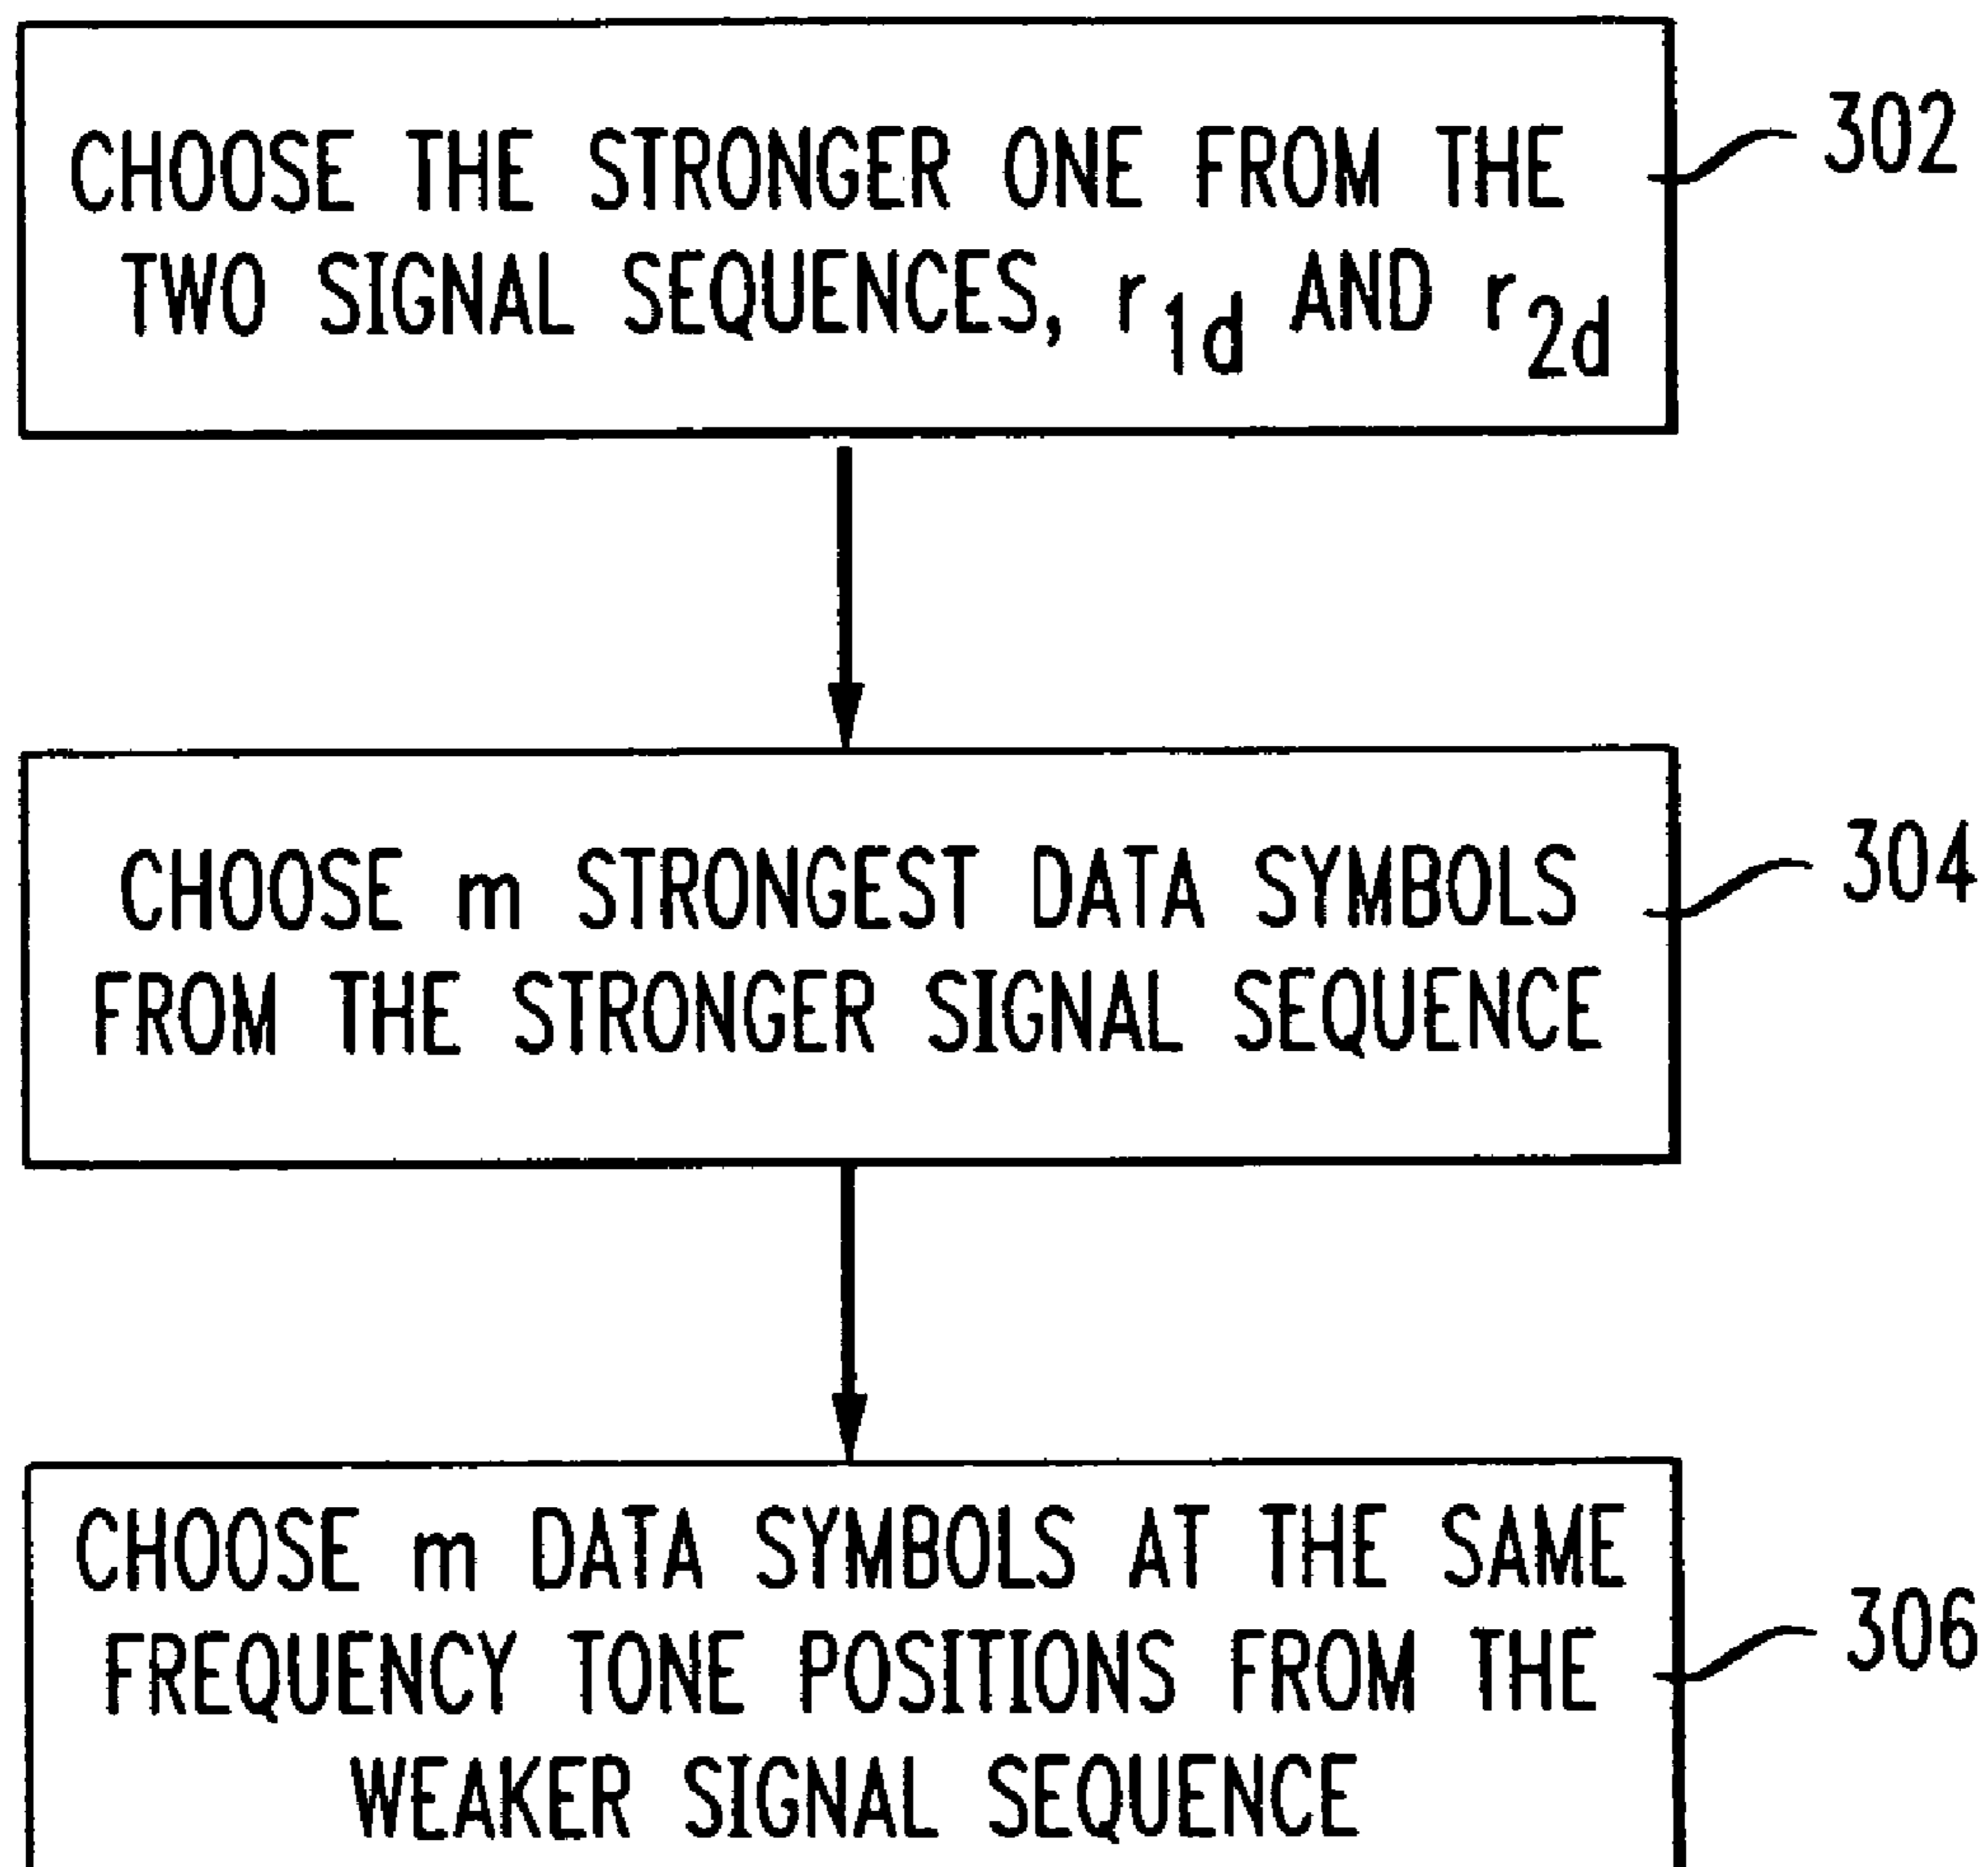 CHOOSE THE STRONGER ONE FROM THE
TWO SIGNAL SEQUENCES, r1d AND r2d
302
CHOOSE m STRONGEST DATA SYMBOLS
FROM THE STRONGER SIGNAL SEQUENCE
304
CHOOSE m DATA SYMBOLS AT THE SAME
FREQUENCY TONE POSITIONS FROM THE
WEAKER SIGNAL SEQUENCE
306